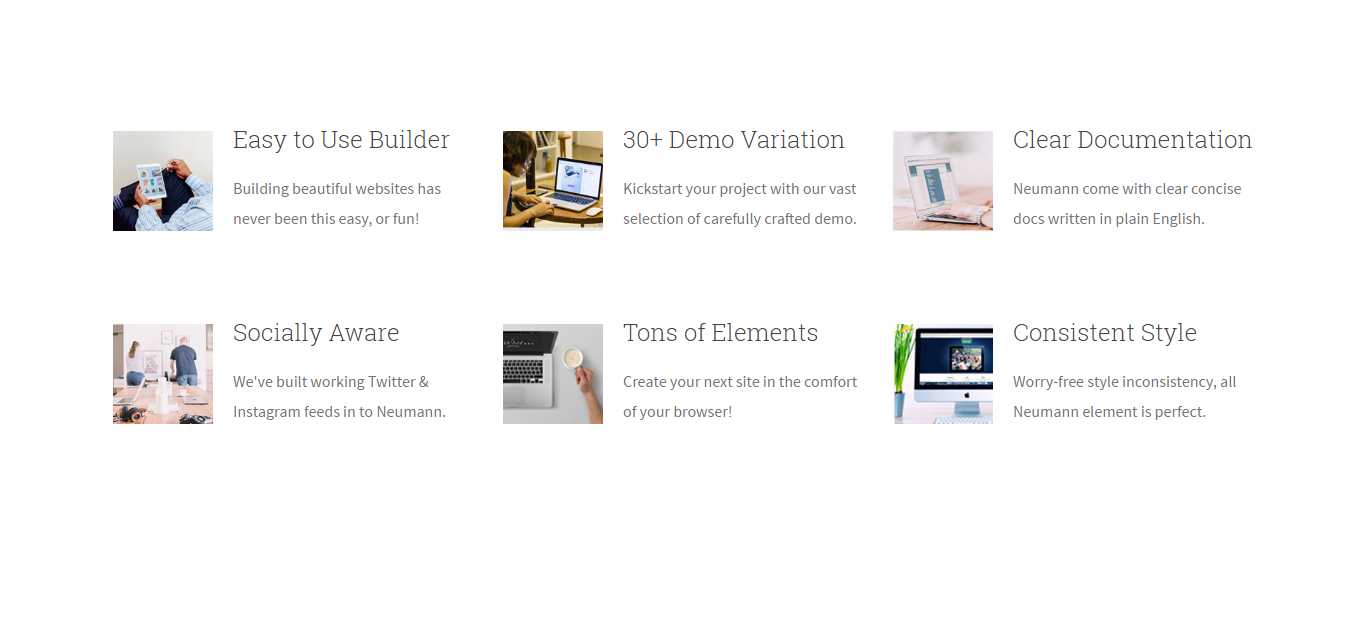 Easy to Use Builder
Building beautiful websites has
never been this easy, or fun!
30+ Demo Variation
Kickstart your project with our vast
selection of carefully crafted demo.
Clear Documentation
Neumann come with clear concise
docs written in plain English.
Socially Aware
We've built working Twitter &
Instagram feeds in to Neumann.
Tons of Elements
Create your next site in the comfort
of your browser!
Consistent Style
Worry-free style inconsistency, all
Neumann element is perfect.